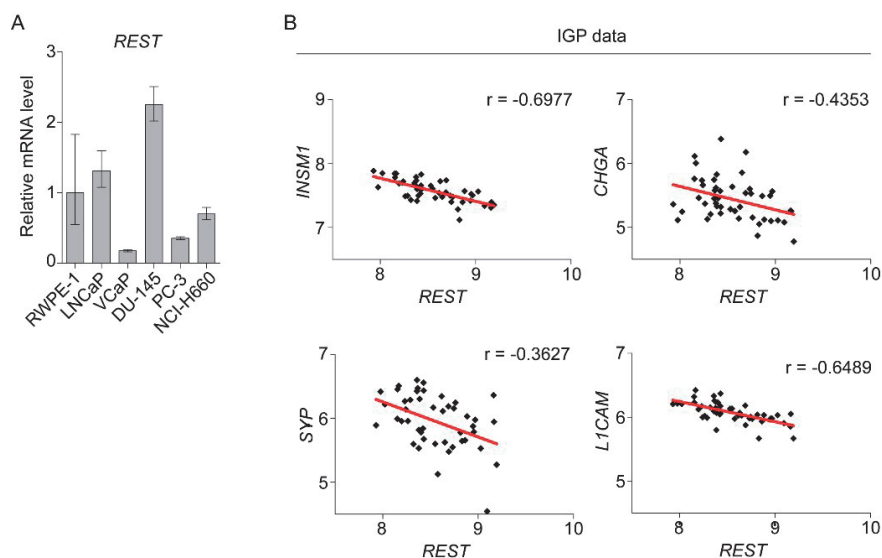 A
REST
Relative mRNA level
3
2
1
0
RWPE-1
LNCaP
VCaP
DU-145
PC-3
NCI-H660
B
IGP data
r = -0.6977
INSM1
9
8
7
8
9
10
REST
r = -0.4353
CHGA
7
6
5
8
9
10
REST
r = -0.3627
SYP
7
6
5
8
9
10
REST
r = -0.6489
L1CAM
7
6
5
8
9
10
REST